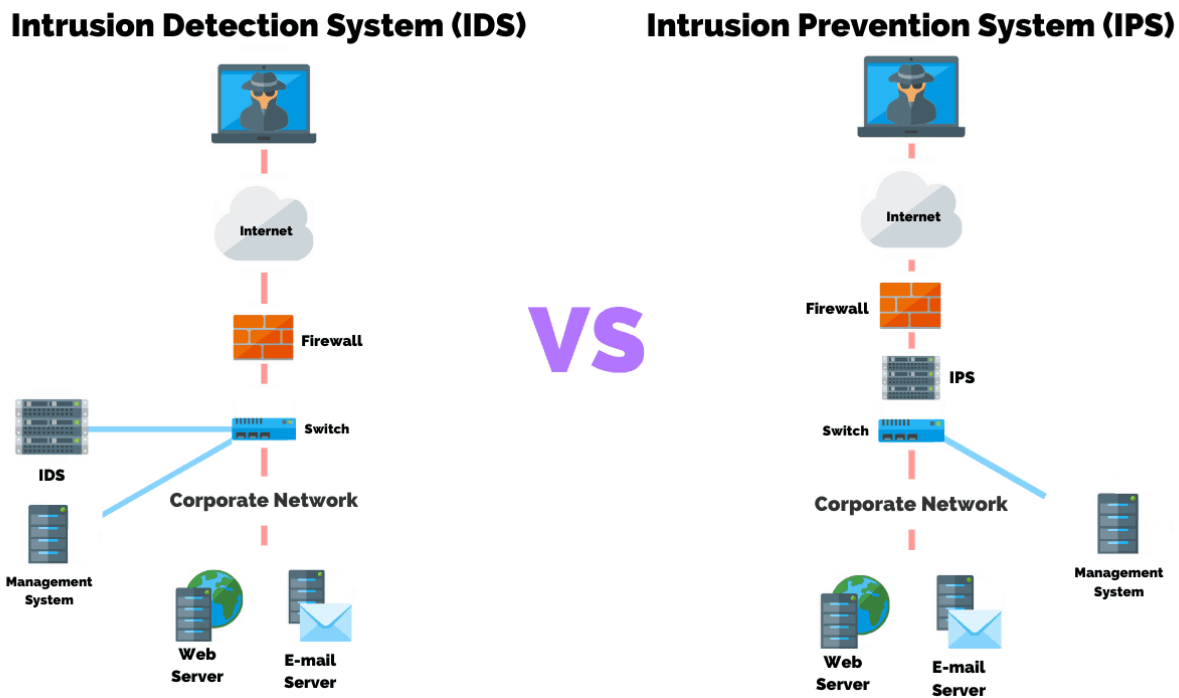 Intrusion Detection System (IDS)
Internet
Firewall
Switch
IDS
Corporate Network
Management
System
Web
Server
E-mail
Server
VS
Intrusion Prevention System (IPS)
Internet
Firewall
IPS
Switch
Corporate Network
Management
System
Web
Server
E-mail
Server